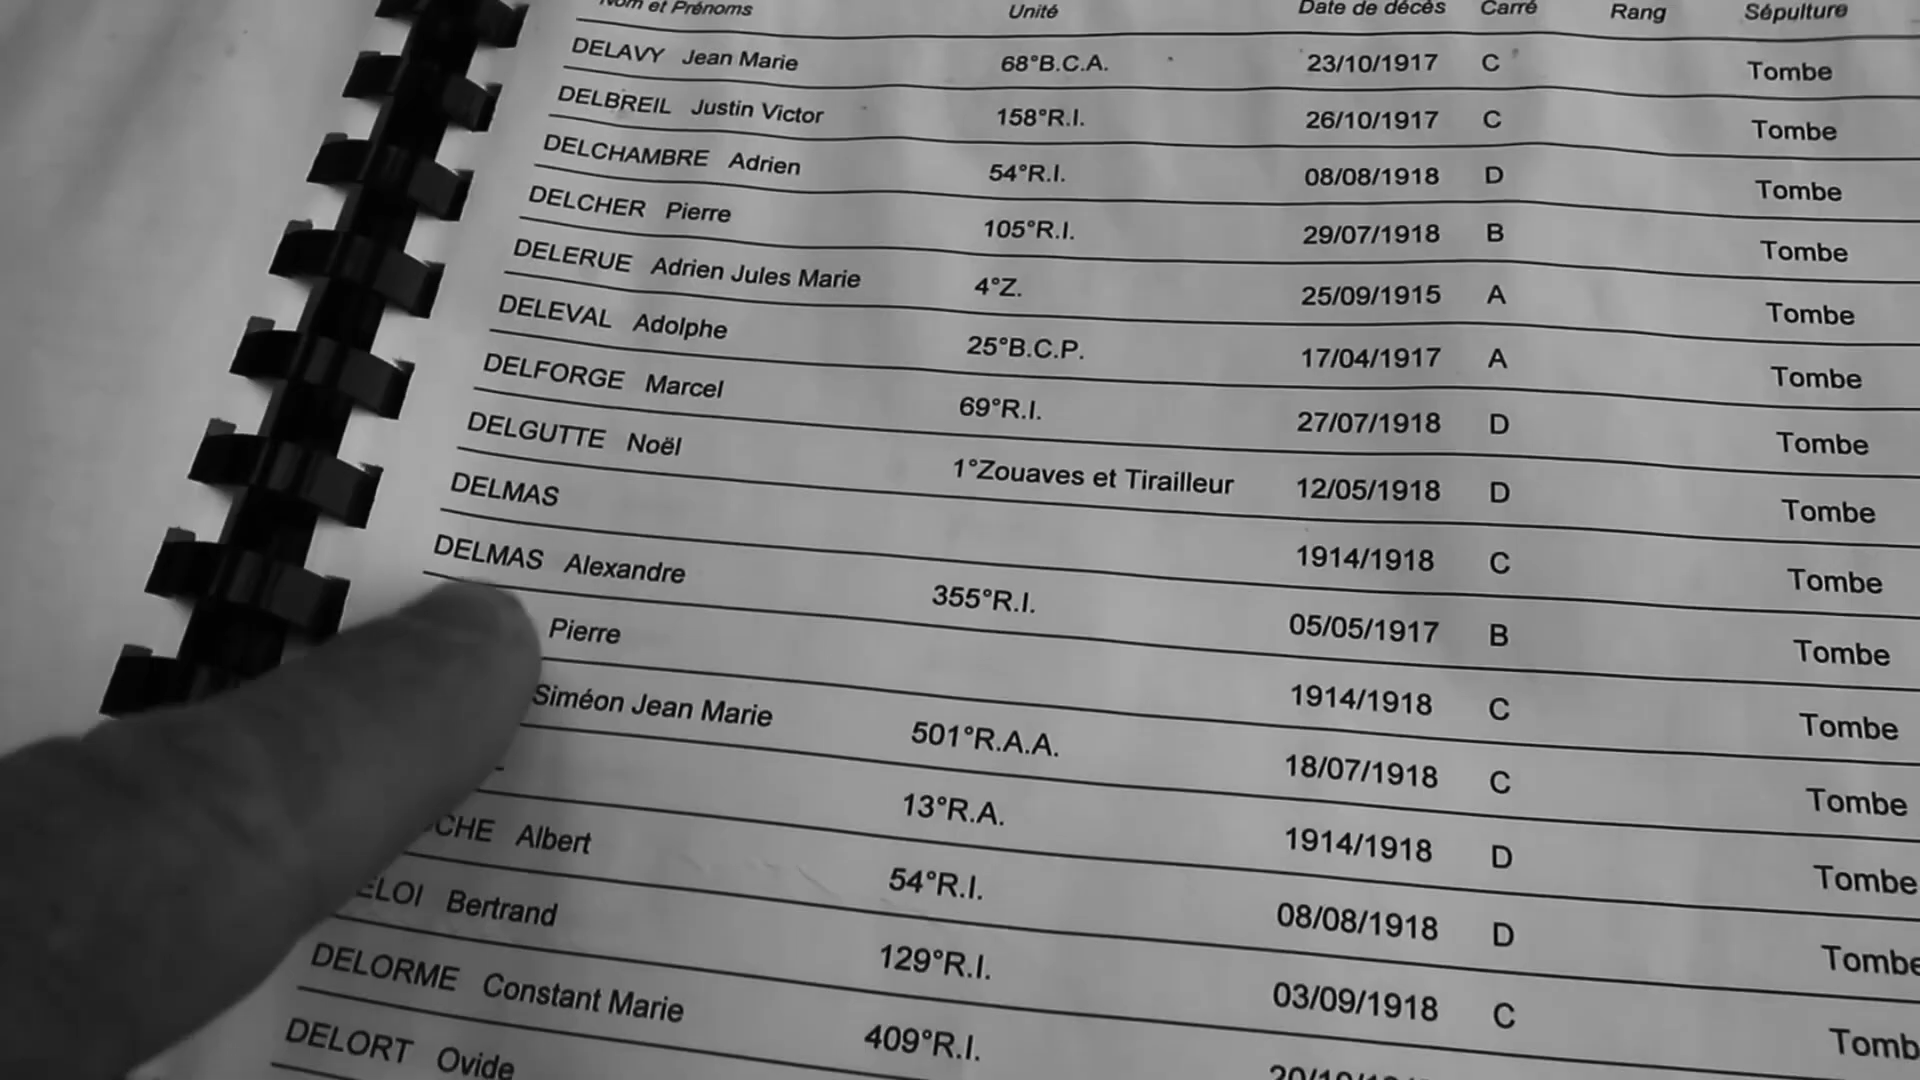 Nom et Prénoms Unité Date de décès Carré Rang Sépulture
DELAVY Jean Marie 68°B.C.A. 23/10/1917 C Tombe
DELBREIL Justin Victor 158°R.I. 26/10/1917 C Tombe
DELCHAMBRE Adrien 54°R.I. 08/08/1918 D Tombe
DELCHER Pierre 105°R.I. 29/07/1918 B Tombe
DELERUE Adrien Jules Marie 4°Z. 25/09/1915 A Tombe
DELEVAL Adolphe 25°B.C.P. 17/04/1917 A Tombe
DELFORGE Marcel 69°R.I. 27/07/1918 D Tombe
DELGUTTE Noël 1°Zouaves et Tirailleur 12/05/1918 D Tombe
DELMAS 1914/1918 C Tombe
DELMAS Alexandre 355°R.I. 05/05/1917 B Tombe
Pierre 1914/1918 C Tombe
Siméon Jean Marie 501°R.A.A. 18/07/1918 C Tombe
13°R.A. 1914/1918 D Tombe
CHE Albert 54°R.I. 08/08/1918 D Tombe
ELOI Bertrand 129°R.I. 03/09/1918 C Tomb
DELORME Constant Marie 409°R.I.
DELORT Ovide